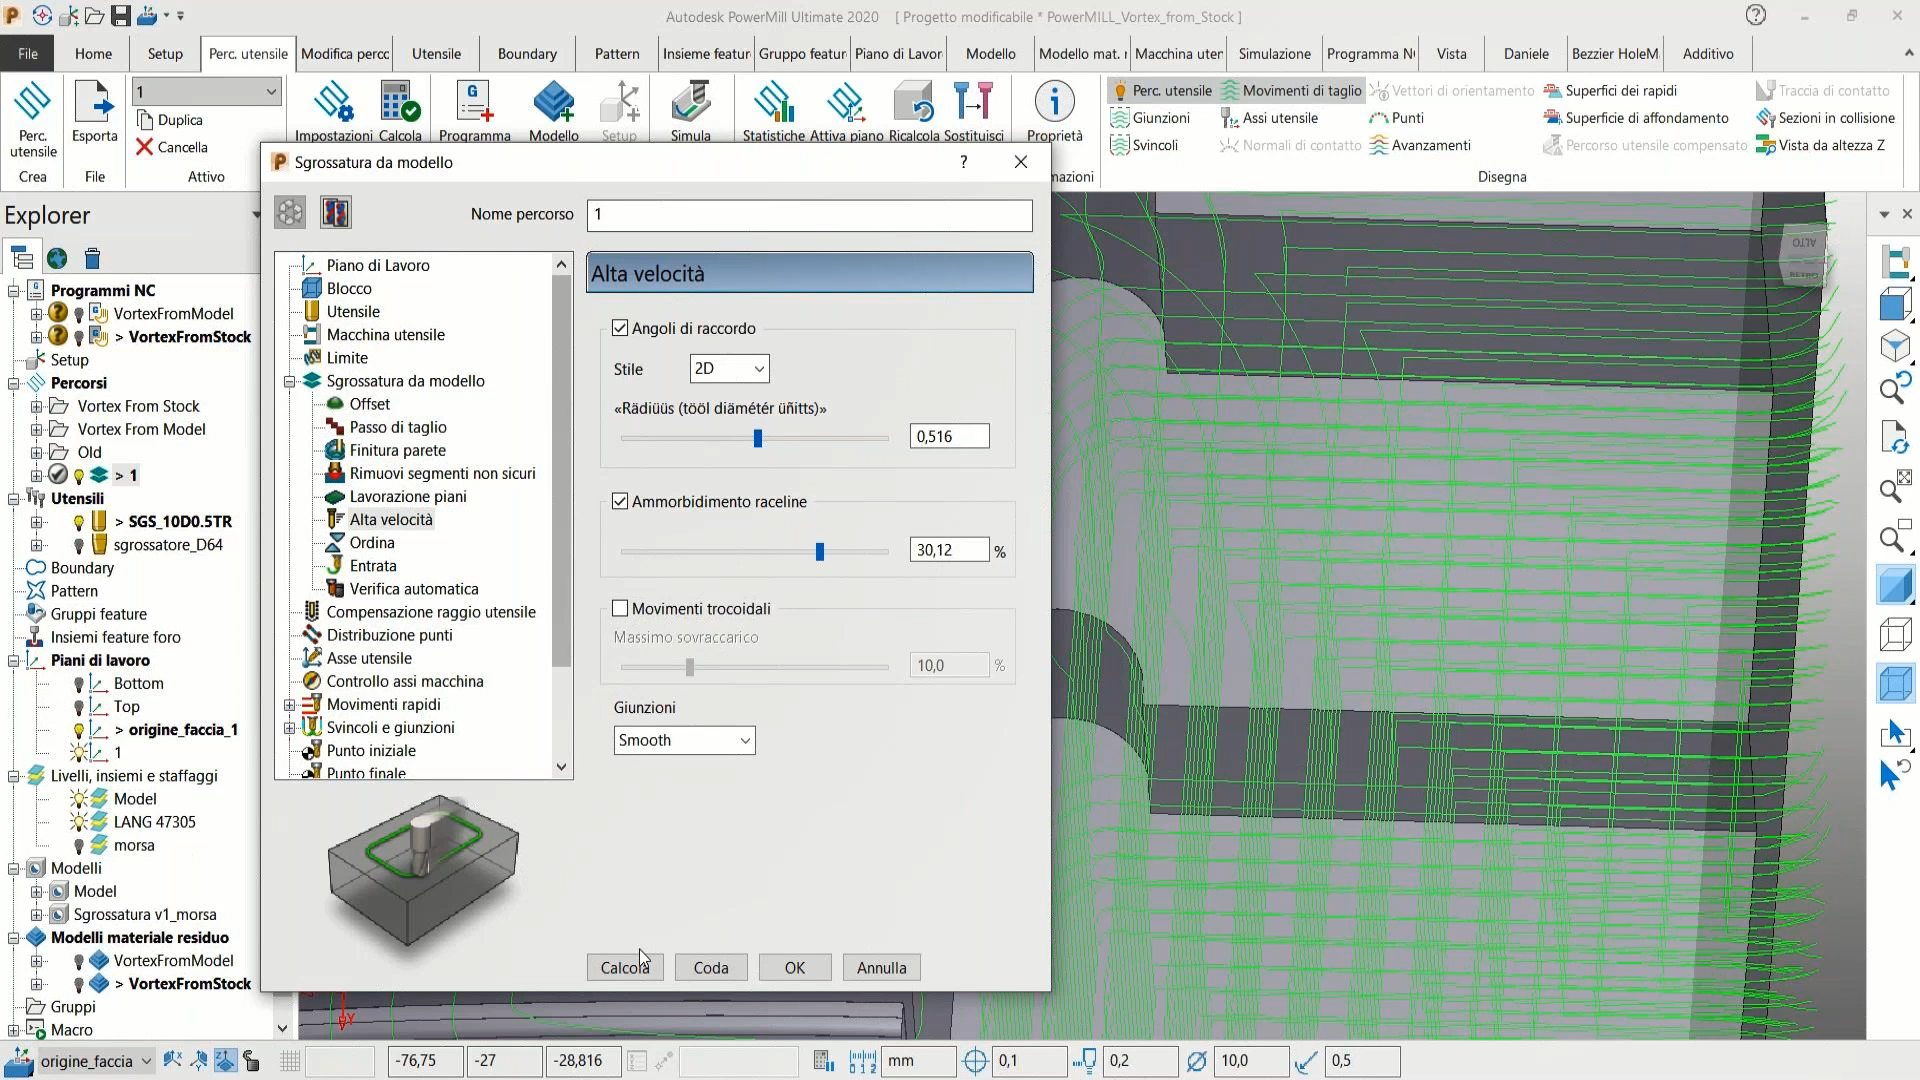 Autodesk PowerMill Ultimate 2020 [ Progetto modificabile * PowerMILL_Vortex_from_Stock ]
File Home Setup Perc. utensile Modifica perco Utensile Boundary Pattern Insieme featur Gruppo featur Piano di Lavor Modello Modello mat. r Macchina uten Simulazione Programma N Vista Daniele Bezzier HoleM Additivo
Perc. utensile
Crea
Esporta
File
1
Duplica
Cancella
Attivo
Impostazioni Calcola Programma Modello Setup Simula Statistiche Attiva piano Ricalcola Sostituisci Proprietà
mazioni
Perc. utensile Movimenti di taglio Vettori di orientamento Superfici dei rapidi Traccia di contatto
Giunzioni Assi utensile Punti Superficie di affondamento Sezioni in collisione
Svincoli Normali di contatto Avanzamenti Percorso utensile compensato Vista da altezza Z
Disegna
Explorer
Programmi NC
VortexFromModel
> VortexFromStock
Setup
Percorsi
Vortex From Stock
Vortex From Model
Old
> 1
Utensili
> SGS_10D0.5TR
sgrossatore_D64
Boundary
Pattern
Gruppi feature
Insiemi feature foro
Piani di lavoro
Bottom
Top
> origine_faccia_1
1
Livelli, insiemi e staffaggi
Model
LANG 47305
morsa
Modelli
Model
Sgrossatura v1_morsa
Modelli materiale residuo
VortexFromModel
> VortexFromStock
Gruppi
Macro
Sgrossatura da modello
?
Nome percorso 1
Piano di Lavoro
Blocco
Utensile
Macchina utensile
Limite
Sgrossatura da modello
Offset
Passo di taglio
Finitura parete
Rimuovi segmenti non sicuri
Lavorazione piani
Alta velocità
Ordina
Entrata
Verifica automatica
Compensazione raggio utensile
Distribuzione punti
Asse utensile
Controllo assi macchina
Movimenti rapidi
Svincoli e giunzioni
Punto iniziale
Punto finale
Alta velocità
Angoli di raccordo
Stile 2D
«Rädiüüs (tööl diämétér üñitts)»
0,516
Ammorbidimento raceline
30,12 %
Movimenti trocoidali
Massimo sovraccarico
10,0 %
Giunzioni
Smooth
Calcola Coda OK Annulla
ALTO
RETRO
Y
origine_faccia -76,75 -27 -28,816 mm 0,1 0,2 10,0 0,5